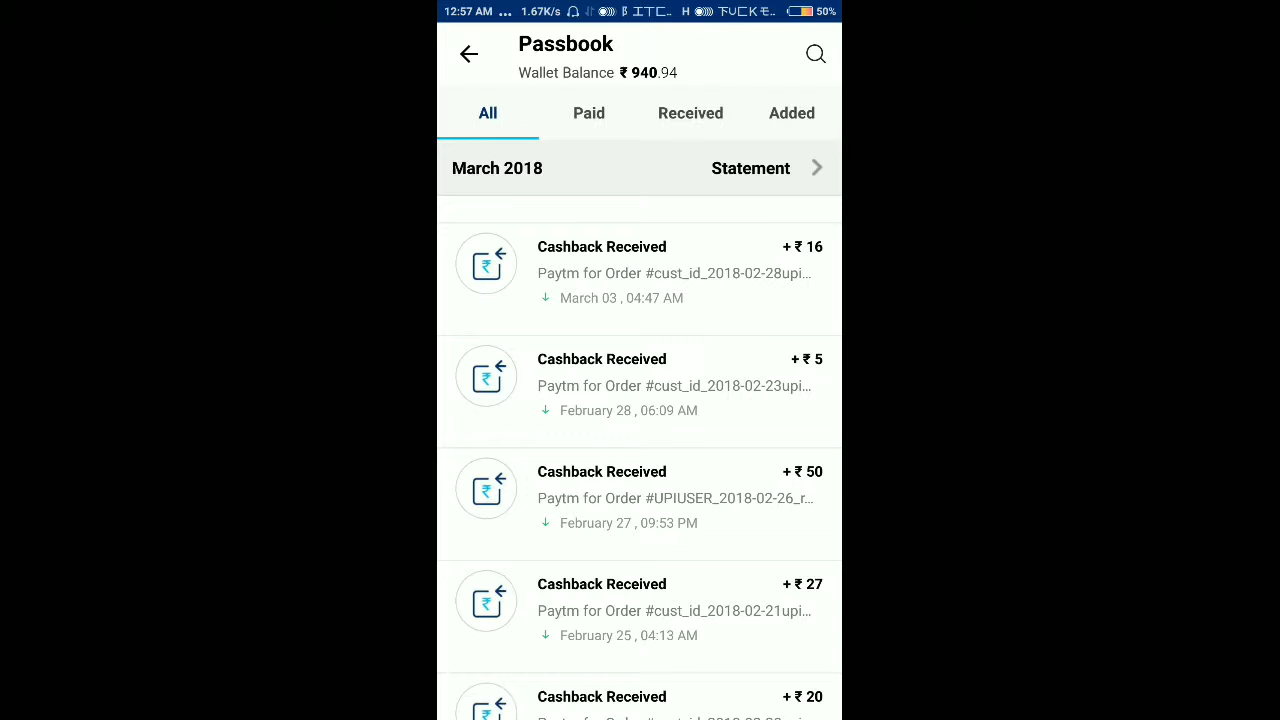 12:57 AM ... 1.67K/s 50%
Passbook
Wallet Balance ₹ 940.94
All Paid Received Added
March 2018 Statement
Cashback Received + ₹ 16
Paytm for Order #cust_id_2018-02-28upi...
March 03 , 04:47 AM
Cashback Received + ₹ 5
Paytm for Order #cust_id_2018-02-23upi...
February 28 , 06:09 AM
Cashback Received + ₹ 50
Paytm for Order #UPIUSER_2018-02-26_r...
February 27 , 09:53 PM
Cashback Received + ₹ 27
Paytm for Order #cust_id_2018-02-21upi...
February 25 , 04:13 AM
Cashback Received + ₹ 20